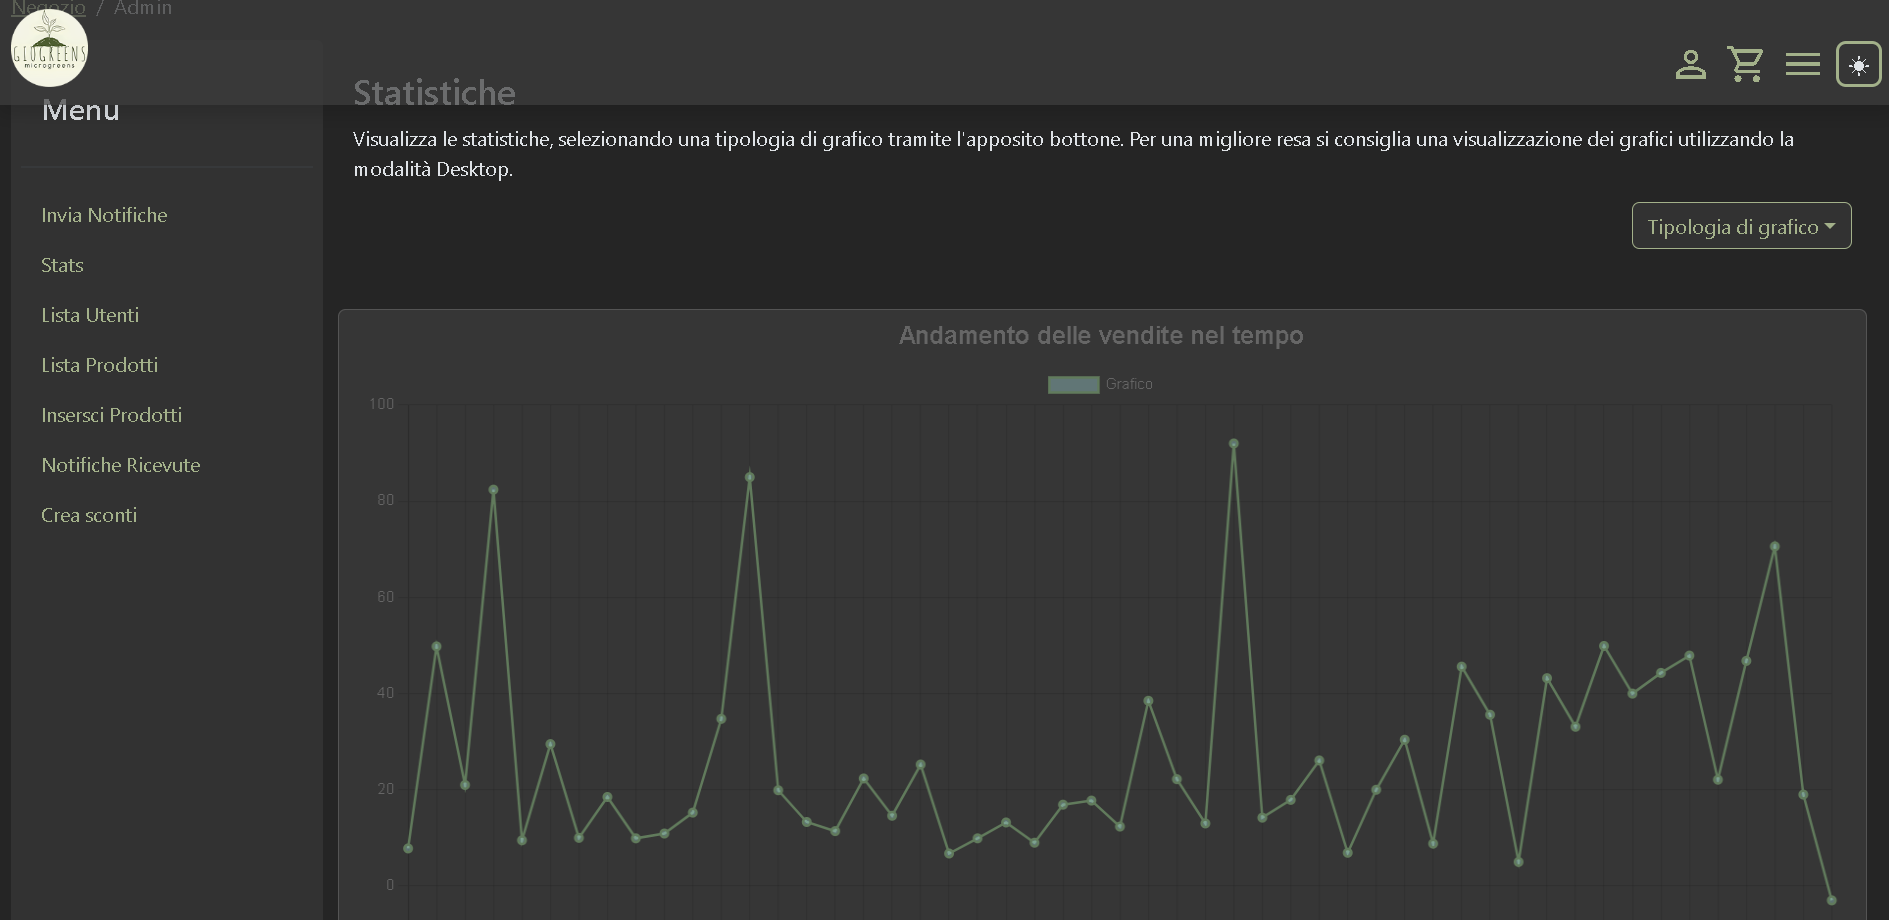 Negozio / Admin
GIOGREENS
microgreens
Menu
Invia Notifiche
Stats
Lista Utenti
Lista Prodotti
Insersci Prodotti
Notifiche Ricevute
Crea sconti
Statistiche
Visualizza le statistiche, selezionando una tipologia di grafico tramite l'apposito bottone. Per una migliore resa si consiglia una visualizzazione dei grafici utilizzando la
modalità Desktop.
Tipologia di grafico
Andamento delle vendite nel tempo
Grafico
100
80
60
40
20
0